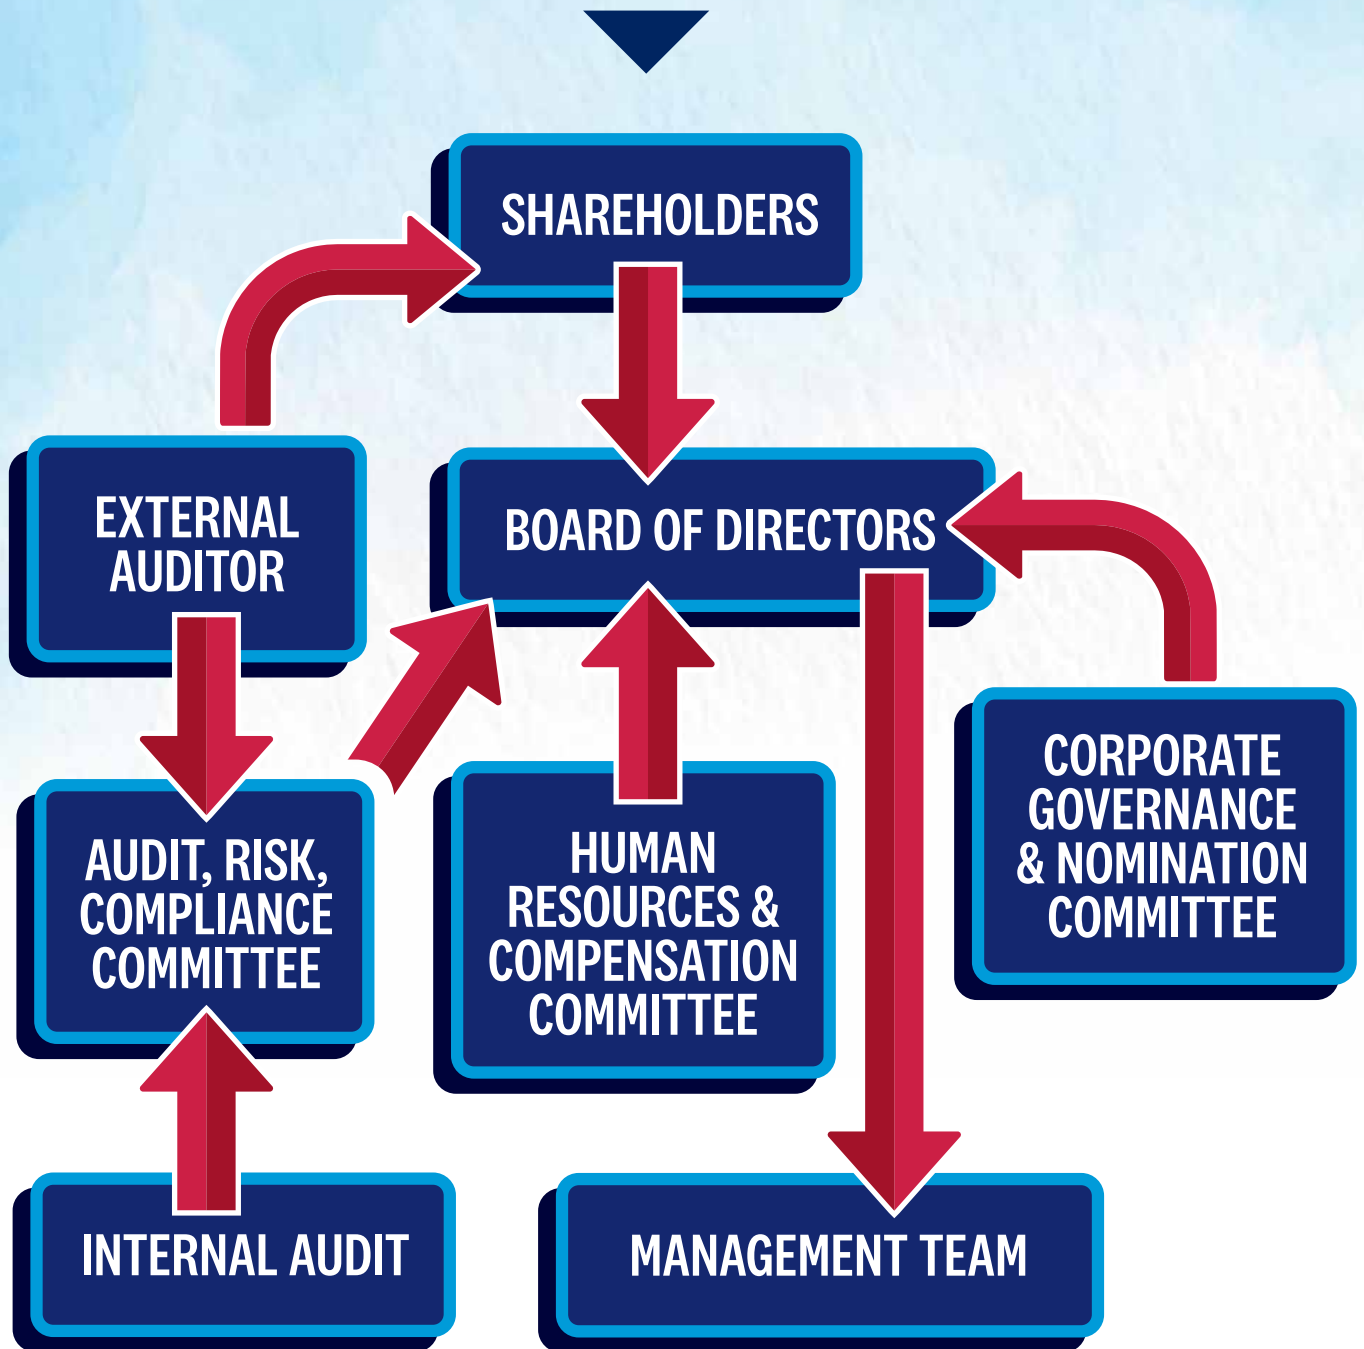 SHAREHOLDERS
EXTERNAL
AUDITOR
BOARD OF DIRECTORS
AUDIT, RISK,
COMPLIANCE
COMMITTEE
HUMAN
RESOURCES &
COMPENSATION
COMMITTEE
CORPORATE
GOVERNANCE
& NOMINATION
COMMITTEE
INTERNAL AUDIT
MANAGEMENT TEAM